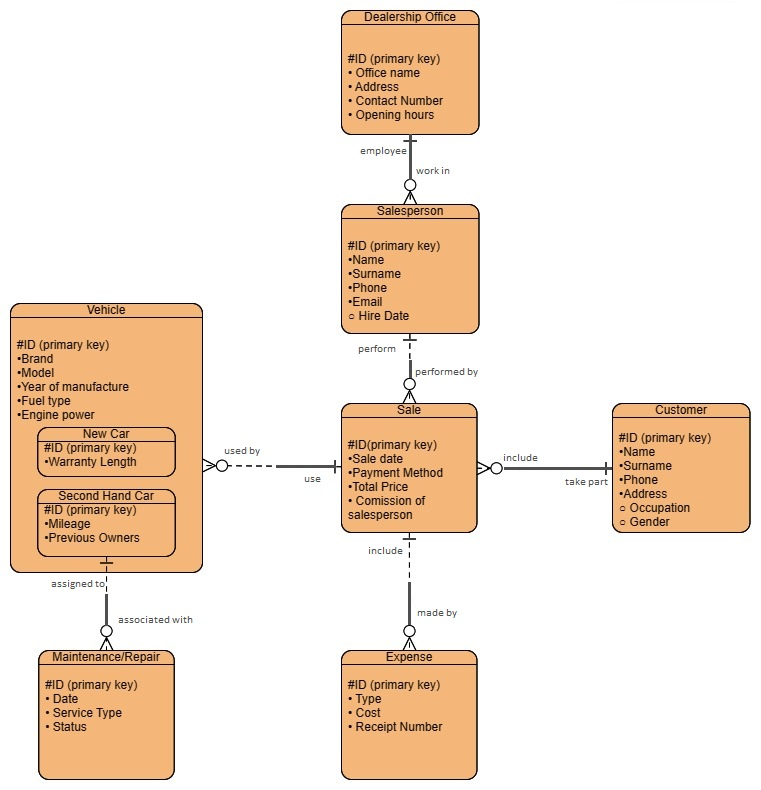 Dealership Office
#ID (primary key)
• Office name
• Address
• Contact Number
• Opening hours
employee
work in
Salesperson
#ID (primary key)
•Name
•Surname
•Phone
•Email
○ Hire Date
perform
performed by
Vehicle
#ID (primary key)
•Brand
•Model
•Year of manufacture
•Fuel type
•Engine power
New Car
#ID (primary key)
•Warranty Length
Second Hand Car
#ID (primary key)
•Mileage
•Previous Owners
used by
use
Sale
#ID(primary key)
•Sale date
•Payment Method
•Total Price
• Comission of
salesperson
include
take part
Customer
#ID (primary key)
•Name
•Surname
•Phone
•Address
○ Occupation
○ Gender
assigned to
associated with
include
made by
Maintenance/Repair
#ID (primary key)
• Date
• Service Type
• Status
Expense
#ID (primary key)
• Type
• Cost
• Receipt Number